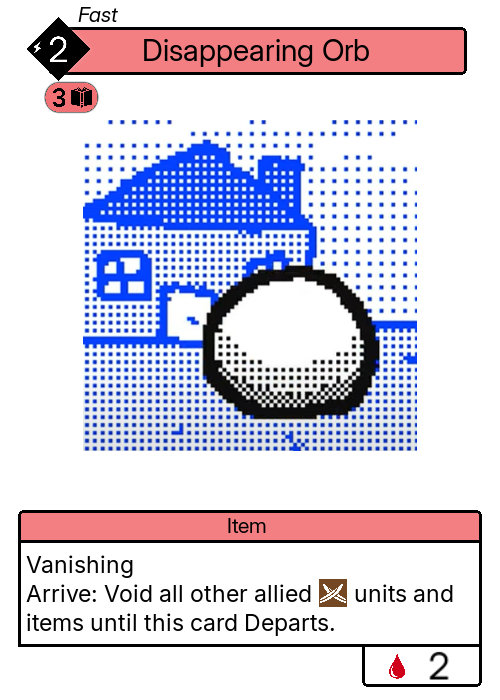 Fast
2 Disappearing Orb
3
Item
Vanishing
Arrive: Void all other allied units and
items until this card Departs.
2